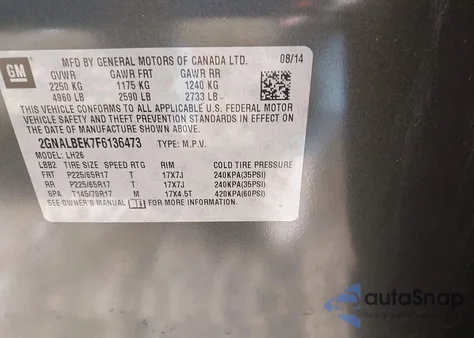 GM
MFD BY GENERAL MOTORS OF CANADA LTD. 08/14
GVWR GAWR FRT GAWR RR
2250 KG 1175 KG 1240 KG
4960 LB 2590 LB 2733 LB
THIS VEHICLE CONFORMS TO ALL APPLICABLE U.S. FEDERAL MOTOR
VEHICLE SAFETY AND THEFT PREVENTION STANDARDS IN EFFECT
ON THE DATE OF MANUFACTURE SHOWN ABOVE.
2GNALBEK7F6136473 TYPE: M.P.V.
MODEL: LH26
LBB2 TIRE SIZE SPEED RTG RIM COLD TIRE PRESSURE
FRT P225/65R17 T 17X7J 240KPA(35PSI)
RR P225/65R17 T 17X7J 240KPA(35PSI)
SPA T145/70R17 M 17X4.5T 420KPA(60PSI)
SEE OWNER'S MANUAL FOR MORE INFORMATION.
autoSnap